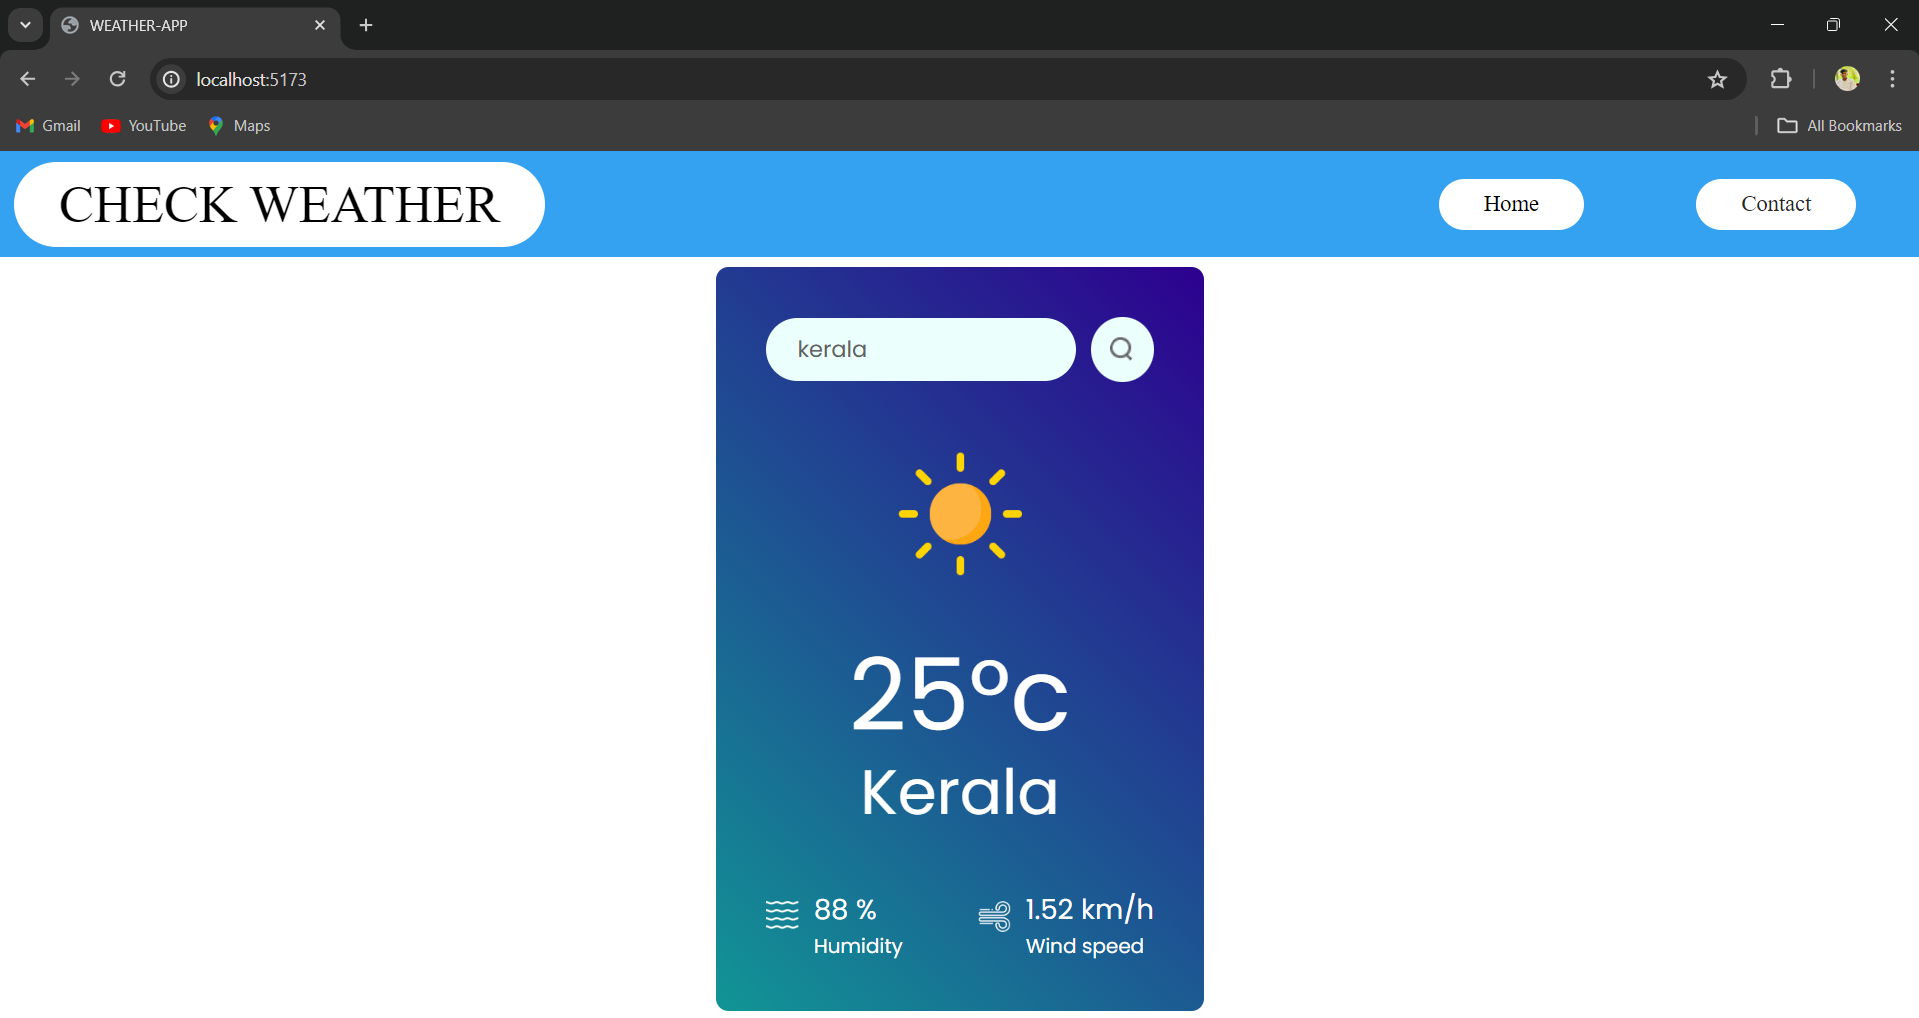 WEATHER-APP
localhost:5173
Gmail YouTube Maps All Bookmarks
CHECK WEATHER Home Contact
kerala
25°c
Kerala
88 % 1.52 km/h
Humidity Wind speed